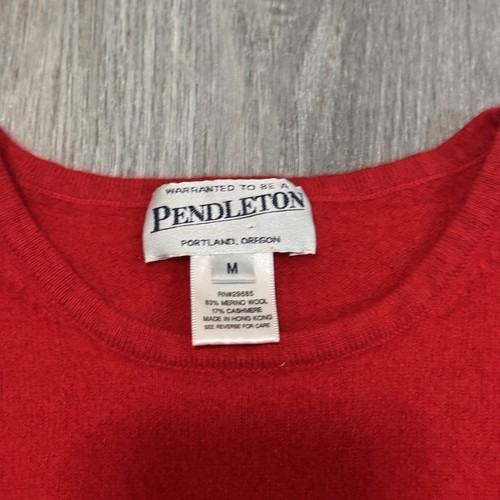 WARRANTED TO BE A
PENDLETON
PORTLAND, OREGON
M
RN#29685
83% MERINO WOOL
17% CASHMERE
MADE IN HONG KONG
SEE REVERSE FOR CARE